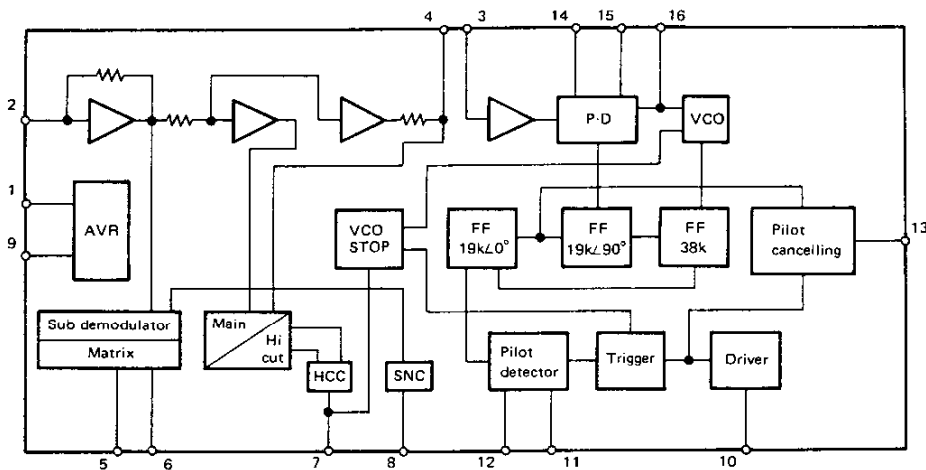 4 3 14 15 16
2
P·D
VCO
1
AVR
9
VCO
STOP
FF
19k∠0°
FF
19k∠90°
FF
38k
Pilot
cancelling
13
Sub demodulator
Matrix
Main
Hi
cut
HCC
SNC
Pilot
detector
Trigger
Driver
5 6 7 8 12 11 10